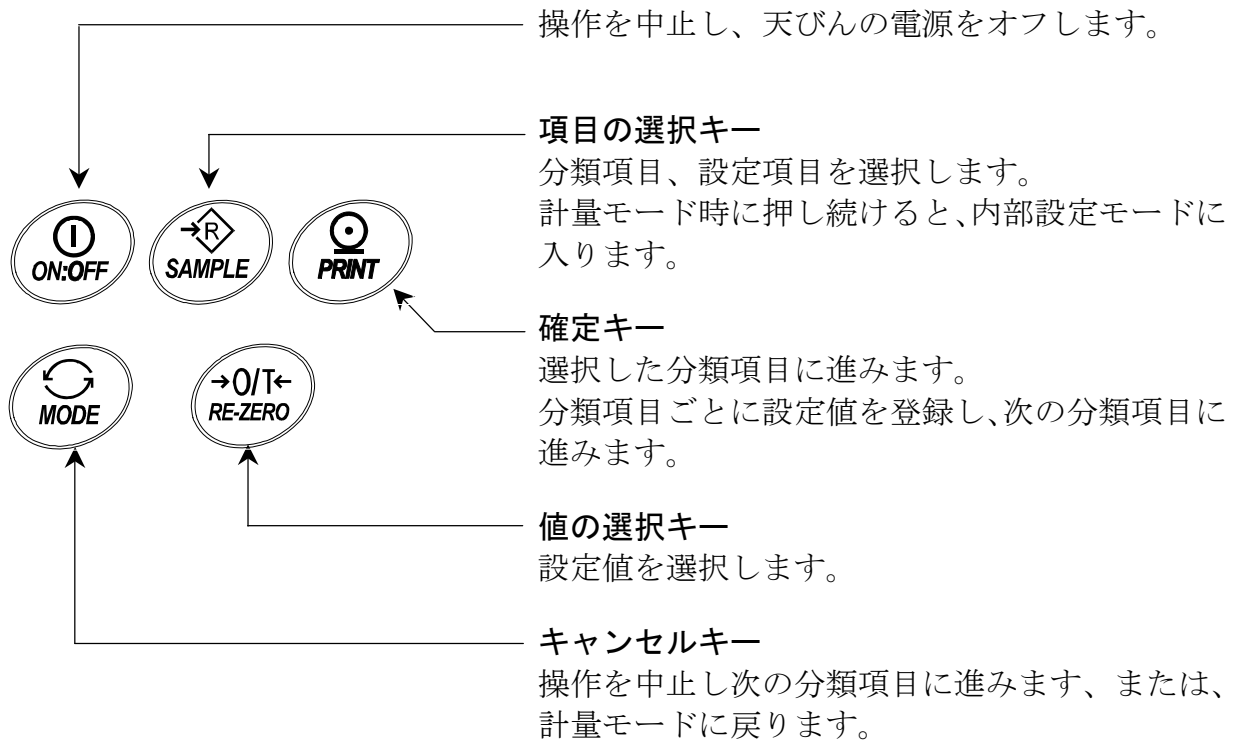 操作を中止し、天びんの電源をオフします。
項目の選択キー
分類項目、設定項目を選択します。
計量モード時に押し続けると、内部設定モードに
入ります。
ON:OFF
R
SAMPLE
PRINT
確定キー
選択した分類項目に進みます。
分類項目ごとに設定値を登録し、次の分類項目に
進みます。
MODE
→0/T←
RE-ZERO
値の選択キー
設定値を選択します。
キャンセルキー
操作を中止し次の分類項目に進みます、または、
計量モードに戻ります。